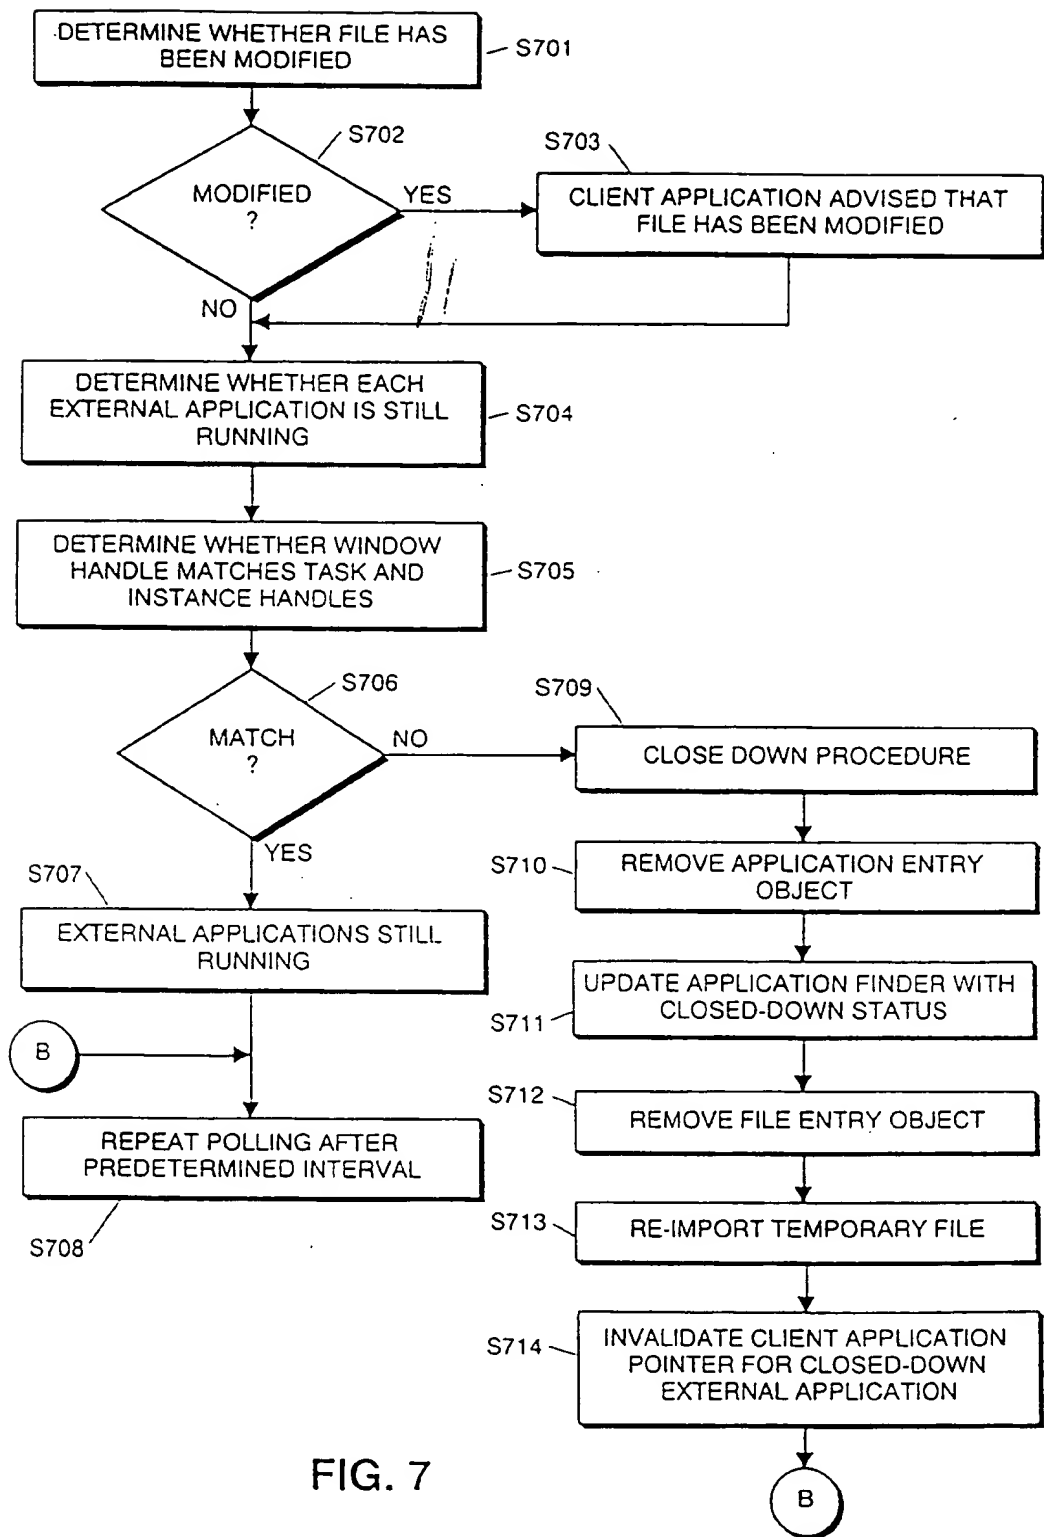 DETERMINE WHETHER FILE HAS
BEEN MODIFIED
S701
S702
MODIFIED
?
YES
NO
S703
CLIENT APPLICATION ADVISED THAT
FILE HAS BEEN MODIFIED
DETERMINE WHETHER EACH
EXTERNAL APPLICATION IS STILL
RUNNING
S704
DETERMINE WHETHER WINDOW
HANDLE MATCHES TASK AND
INSTANCE HANDLES
S705
S706
MATCH
?
NO
YES
S707
EXTERNAL APPLICATIONS STILL
RUNNING
B
REPEAT POLLING AFTER
PREDETERMINED INTERVAL
S708
S709
CLOSE DOWN PROCEDURE
S710
REMOVE APPLICATION ENTRY
OBJECT
UPDATE APPLICATION FINDER WITH
CLOSED-DOWN STATUS
S711
S712
REMOVE FILE ENTRY OBJECT
S713
RE-IMPORT TEMPORARY FILE
S714
INVALIDATE CLIENT APPLICATION
POINTER FOR CLOSED-DOWN
EXTERNAL APPLICATION
B
FIG. 7